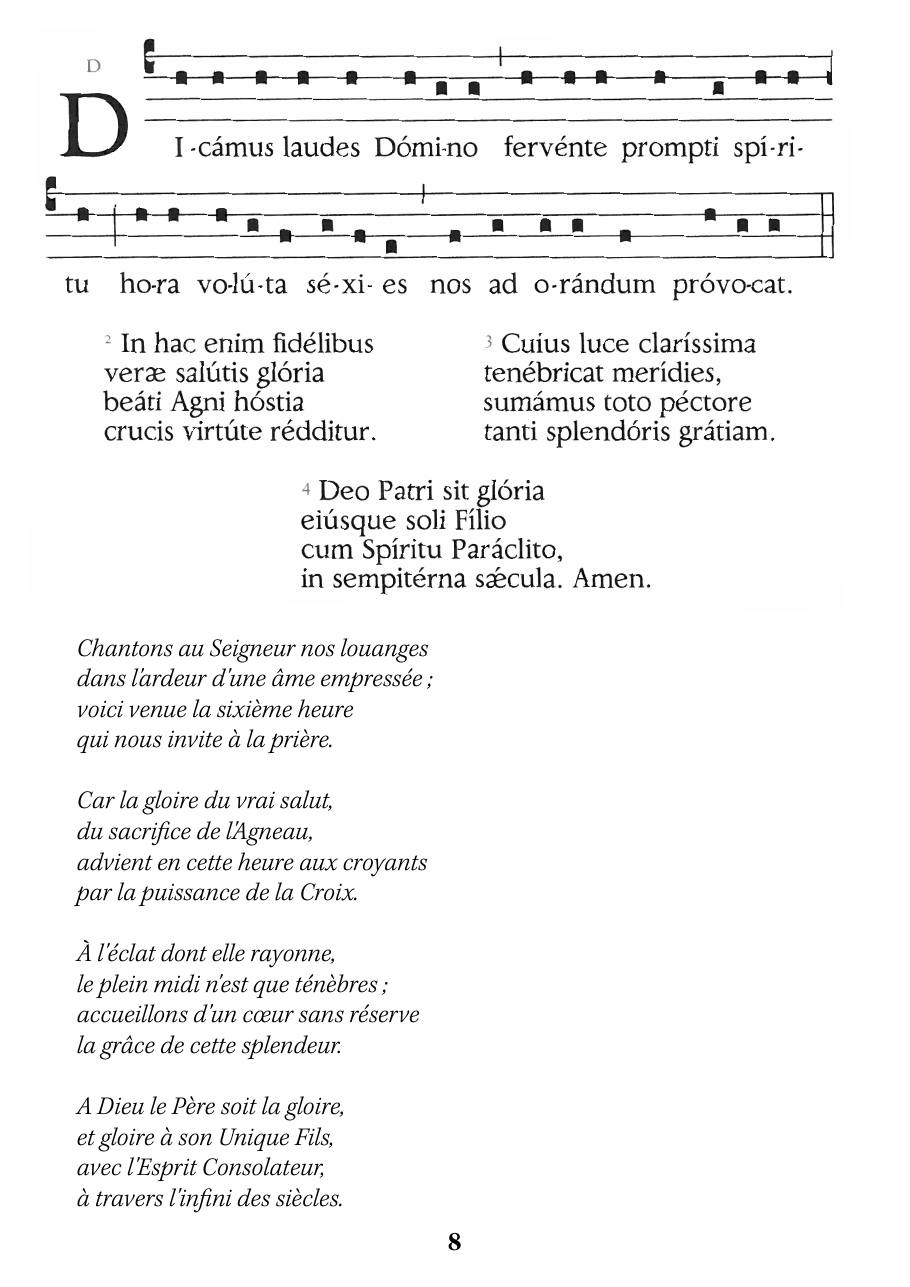 D
DI-cámus laudes Dómi-no fervénte prompti spí-ri-
tu ho-ra vo-lú-ta sé-xi-es nos ad o-rándum próvo-cat.
2 In hac enim fidélibus
veræ salútis glória
beáti Agni hóstia
crucis virtúte rédditur.
3 Cuius luce claríssima
tenébricat merídies,
sumámus toto péctore
tanti splendóris grátiam.
4 Deo Patri sit glória
eiúsque soli Fílio
cum Spíritu Paráclito,
in sempitérna sǽcula. Amen.
Chantons au Seigneur nos louanges
dans l'ardeur d'une âme empressée ;
voici venue la sixième heure
qui nous invite à la prière.
Car la gloire du vrai salut,
du sacrifice de l'Agneau,
advient en cette heure aux croyants
par la puissance de la Croix.
À l'éclat dont elle rayonne,
le plein midi n'est que ténèbres ;
accueillons d'un cœur sans réserve
la grâce de cette splendeur.
A Dieu le Père soit la gloire,
et gloire à son Unique Fils,
avec l'Esprit Consolateur,
à travers l'infini des siècles.
8